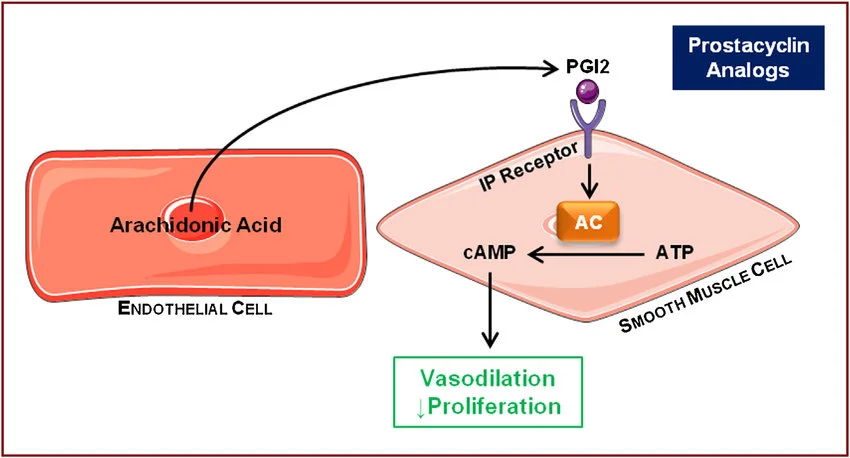 Prostacyclin
Analogs
PGI2
IP Receptor
Arachidonic Acid
AC
cAMP
ATP
ENDOTHELIAL CELL
SMOOTH MUSCLE CELL
Vasodilation
↓Proliferation